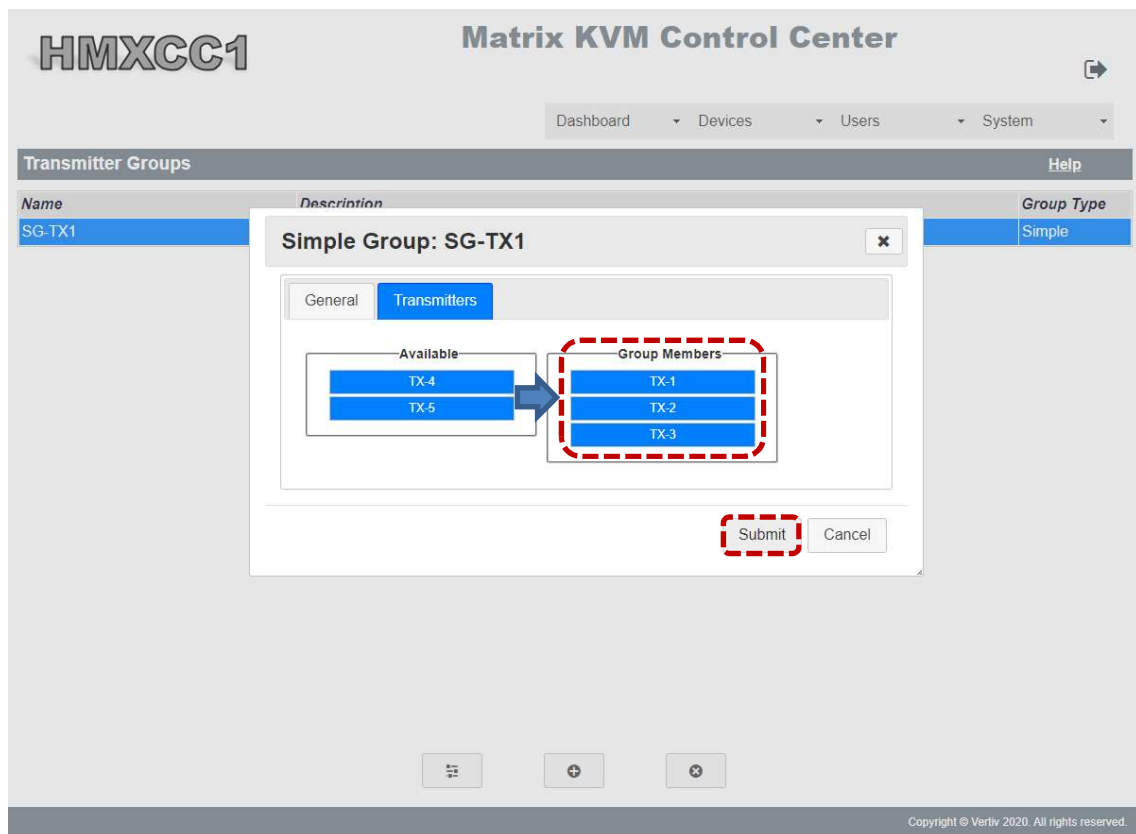 HMXCC1
Matrix KVM Control Center
Dashboard Devices Users System
Transmitter Groups Help
Name Description Group Type
SG-TX1 Simple
Simple Group: SG-TX1
General Transmitters
Available Group Members
TX-4 TX-1
TX-5 TX-2
TX-3
Submit Cancel
Copyright © Vertiv 2020. All rights reserved.